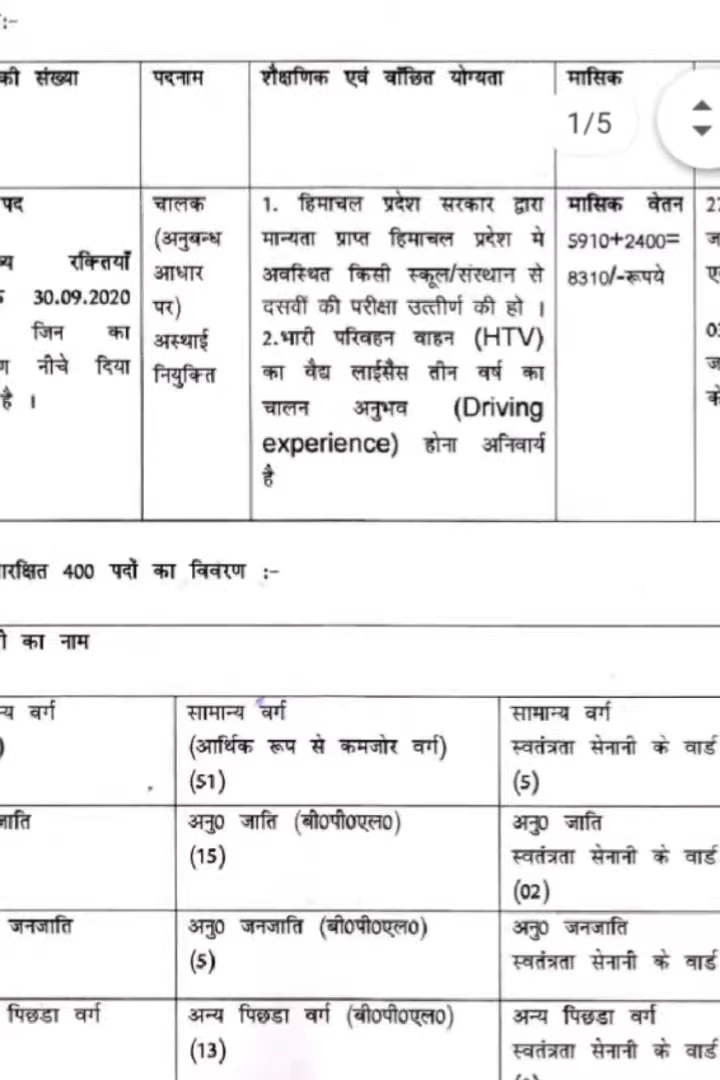 :–
की संख्या
पदनाम
शैक्षणिक एवं वाँछित योग्यता
मासिक
1/5
पद
रक्तियाँ
30.09.2020
जिन का
नीचे दिया
है ।
चालक
(अनुबन्ध
आधार
पर)
अस्थाई
नियुक्ति
1. हिमाचल प्रदेश सरकार द्वारा
मान्यता प्राप्त हिमाचल प्रदेश मे
अवस्थित किसी स्कूल/संस्थान से
दसवीं की परीक्षा उत्तीर्ण की हो ।
2.भारी परिवहन वाहन (HTV)
का वैद्य लाईसैंस तीन वर्ष का
चालन अनुभव (Driving
experience) होना अनिवार्य
है
मासिक वेतन
5910+2400=
8310/-रूपये
400 पदों का विवरण :–
का नाम
वर्ग
सामान्य वर्ग
(आर्थिक रूप से कमजोर वर्ग)
(51)
सामान्य वर्ग
स्वतंत्रता सेनानी के वार्ड
(5)
जाति
अनु0 जाति (बी0पी0एल0)
(15)
अनु0 जाति
स्वतंत्रता सेनानी के वार्ड
(02)
जनजाति
अनु0 जनजाति (बी0पी0एल0)
(5)
अनु0 जनजाति
स्वतंत्रता सेनानी के वार्ड
पिछडा वर्ग
अन्य पिछडा वर्ग (बी0पी0एल0)
(13)
अन्य पिछडा वर्ग
स्वतंत्रता सेनानी के वार्ड